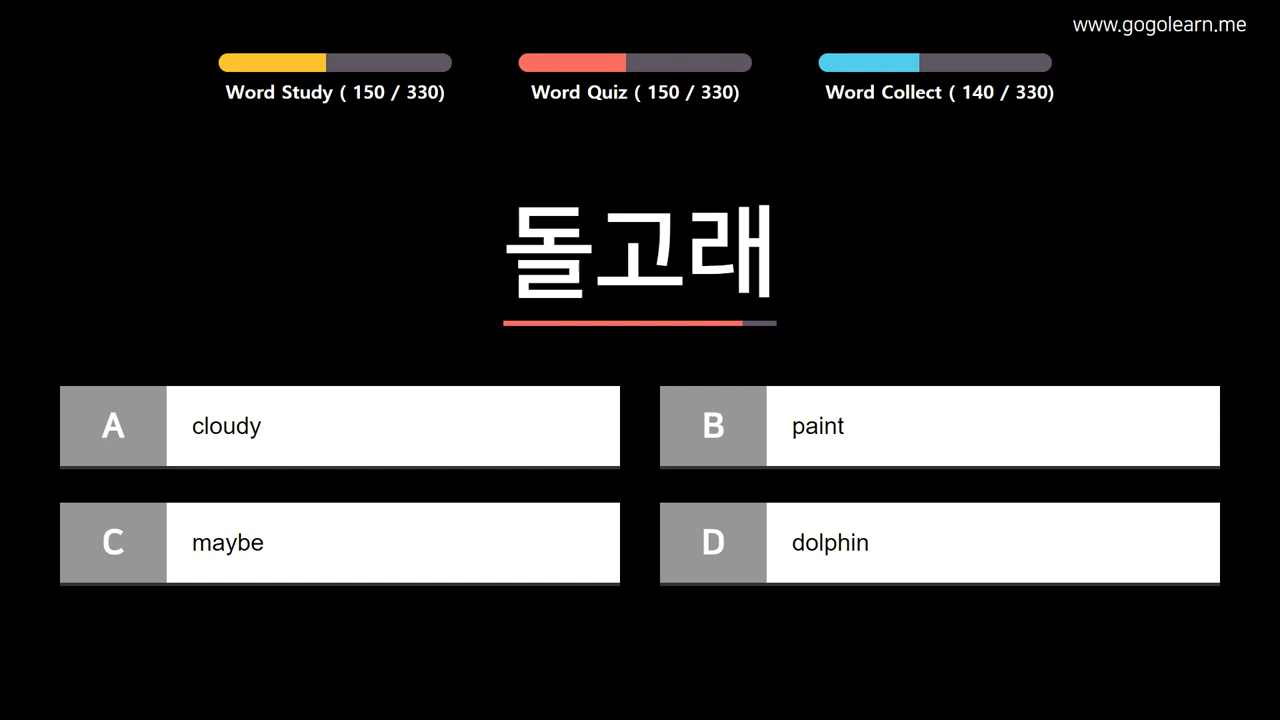 www.gogolearn.me
Word Study ( 150 / 330)
Word Quiz ( 150 / 330)
Word Collect ( 140 / 330)
돌고래
A cloudy
B paint
C maybe
D dolphin